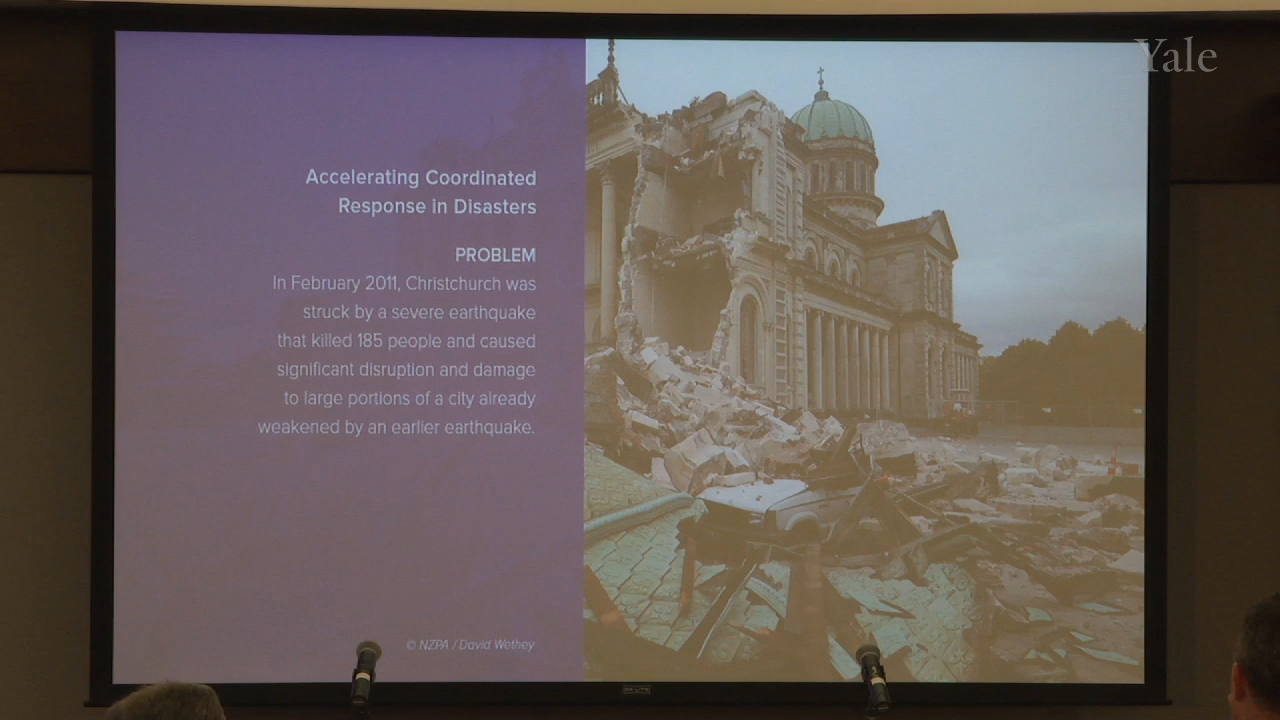 Yale
Accelerating Coordinated
Response in Disasters
PROBLEM
In February 2011, Christchurch was
struck by a severe earthquake
that killed 185 people and caused
significant disruption and damage
to large portions of a city already
weakened by an earlier earthquake.
© NZPA / David Wethey
DA-LITE